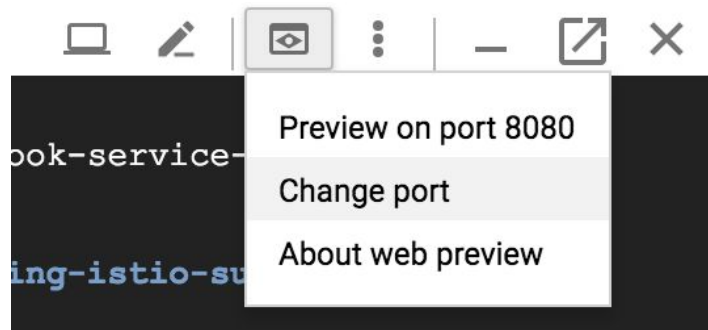 Preview on port 8080
ook-service-
Change port
About web preview
ing-istio-su